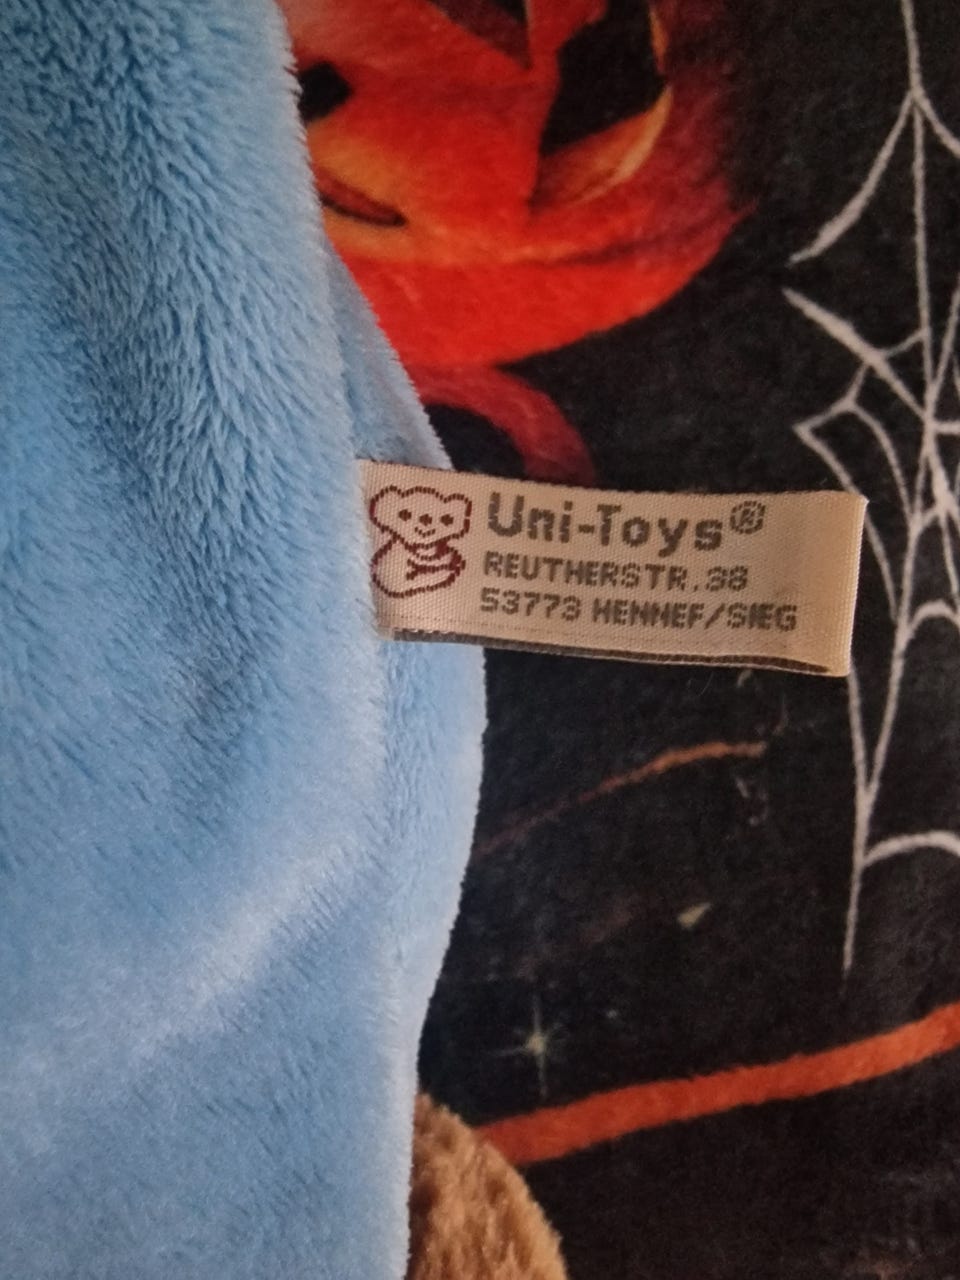 Uni-Toys®
REUTHERSTR.38
53773 HENNEF/SIEG